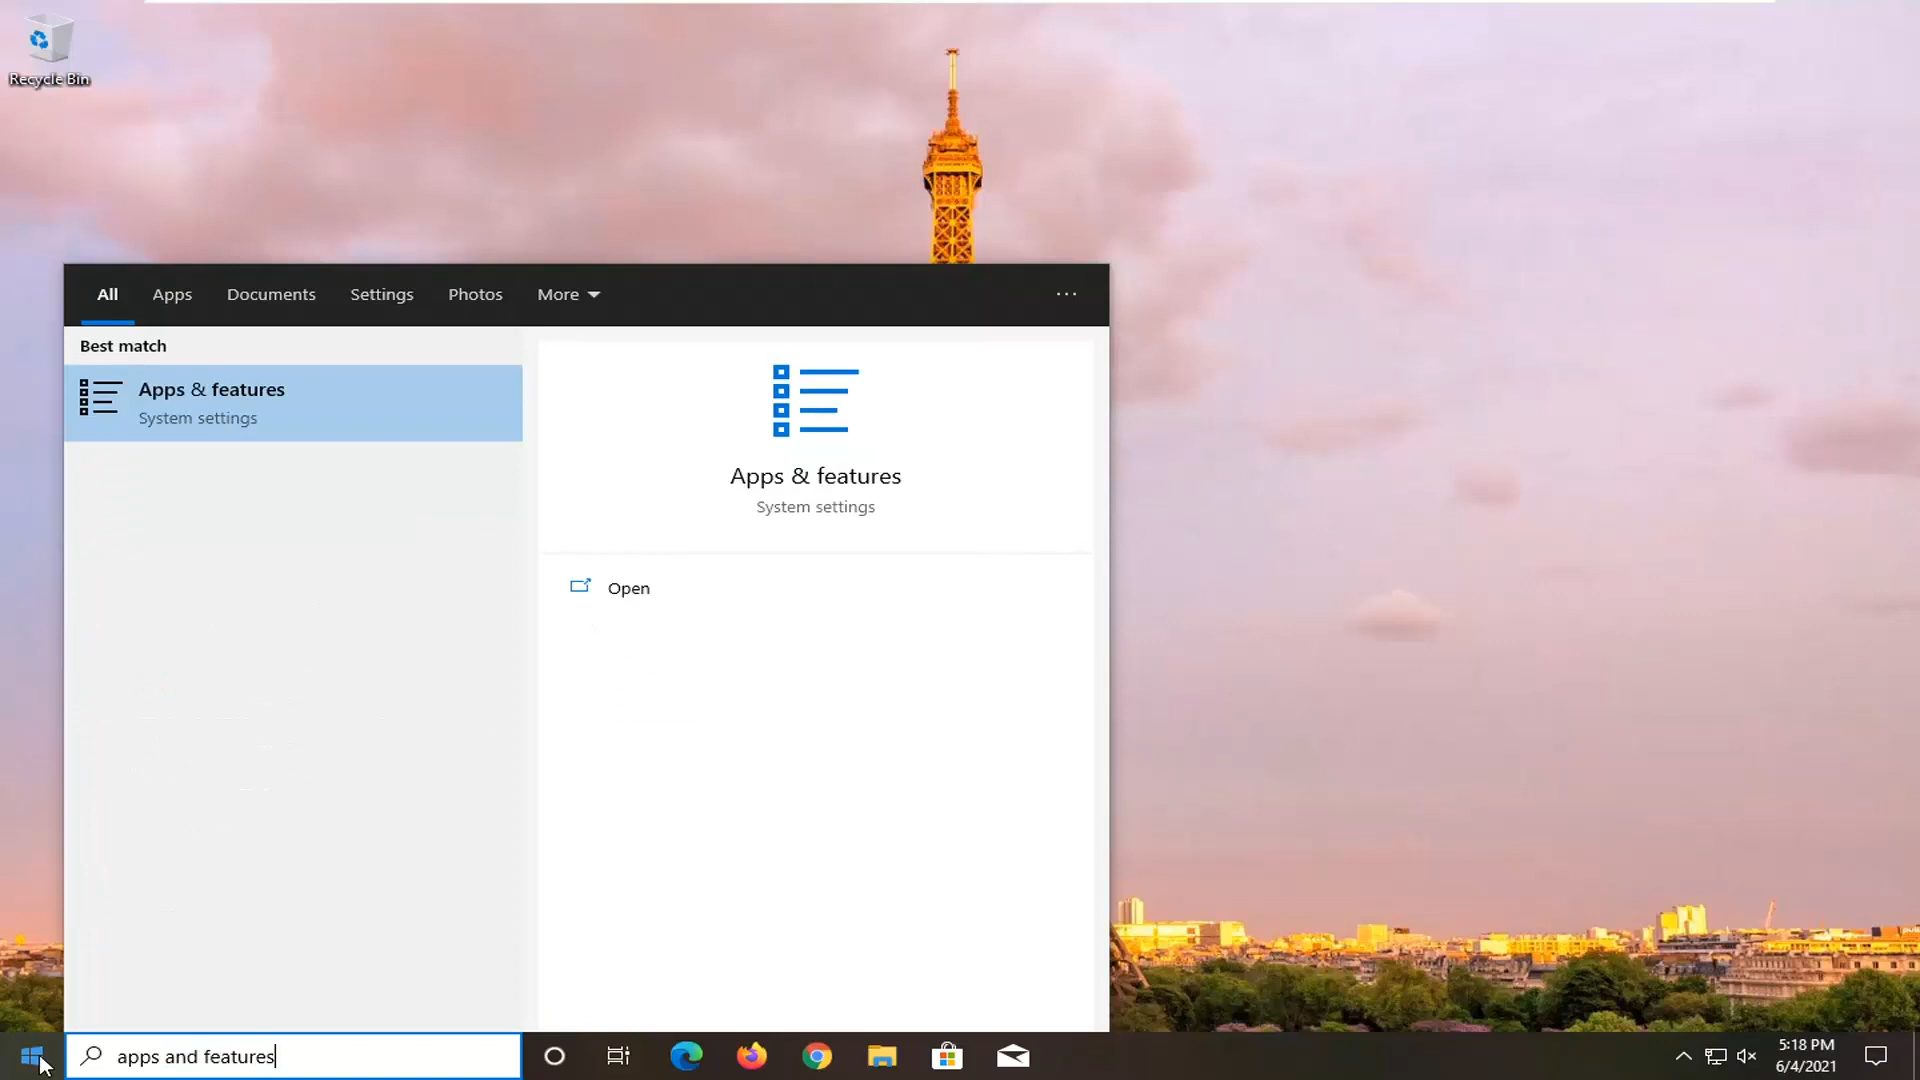 Recycle Bin
All Apps Documents Settings Photos More ...
Best match
Apps & features
System settings
Apps & features
System settings
Open
apps and features
5:18 PM
6/4/2021